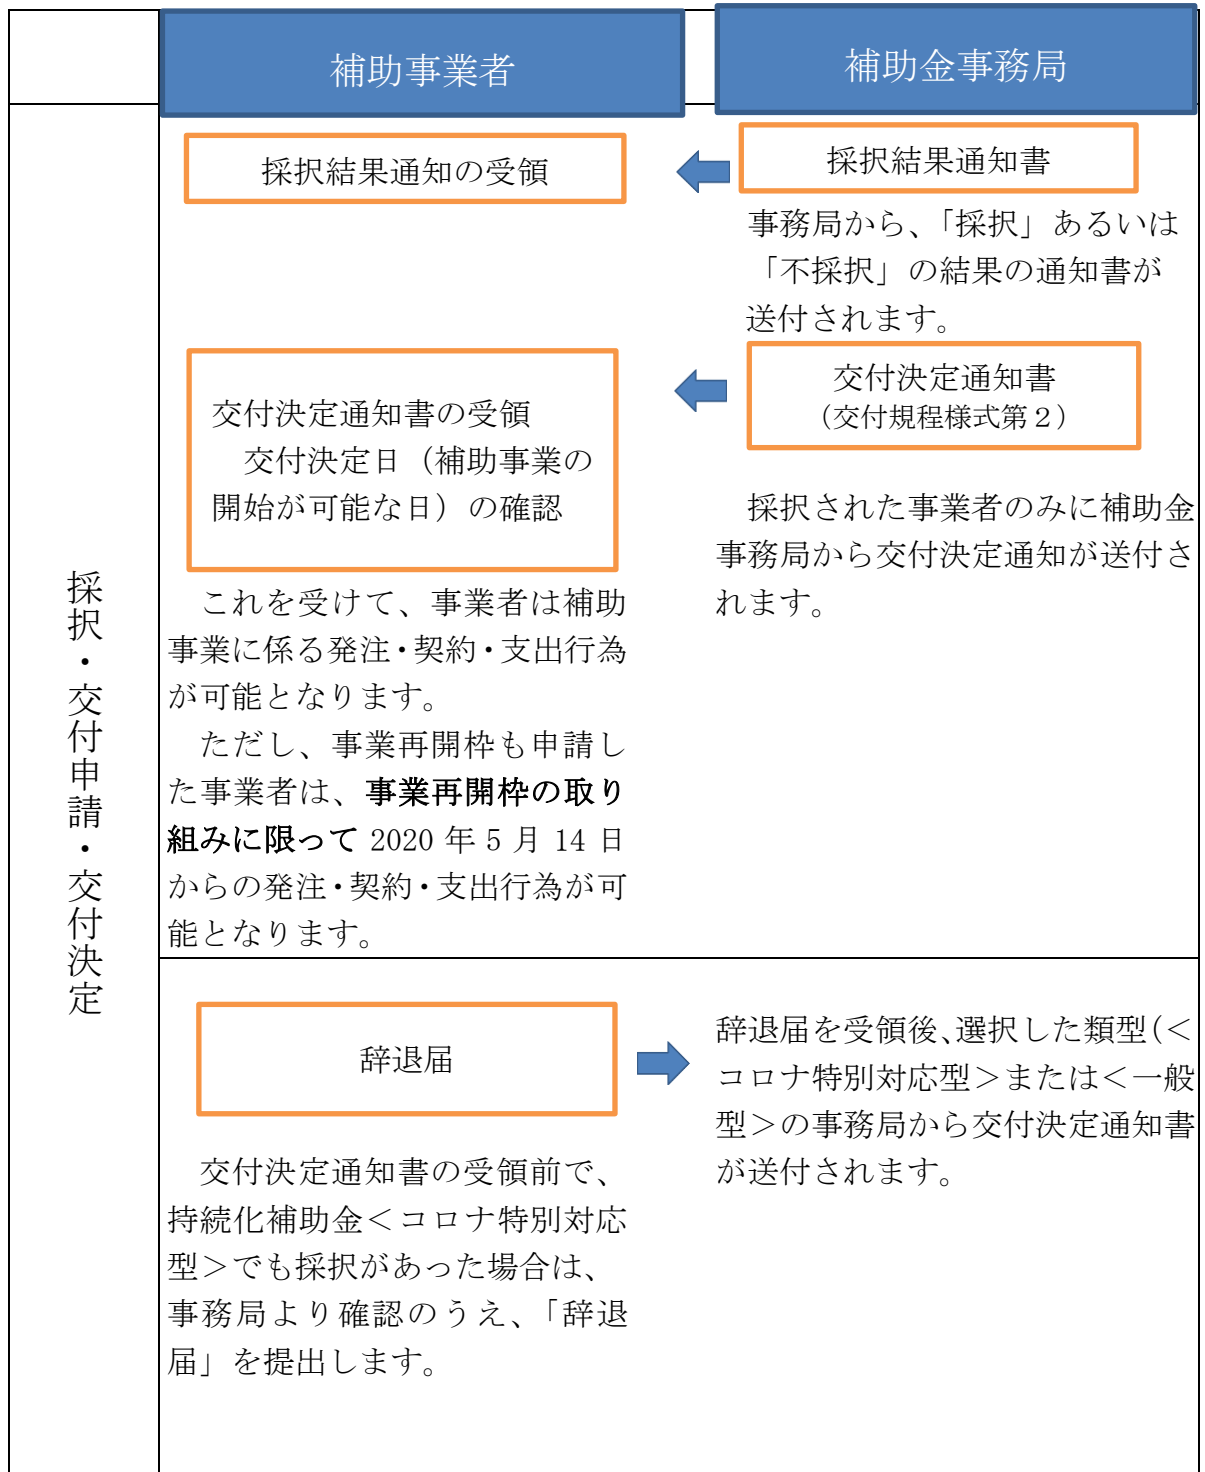 補助事業者
補助金事務局
採択・交付申請・交付決定
採択結果通知の受領
採択結果通知書
事務局から、「採択」あるいは
「不採択」の結果の通知書が
送付されます。
交付決定通知書の受領
交付決定日（補助事業の
開始が可能な日）の確認
交付決定通知書
（交付規程様式第２）
採択された事業者のみに補助金
事務局から交付決定通知が送付さ
れます。
これを受けて、事業者は補助
事業に係る発注・契約・支出行為
が可能となります。
ただし、事業再開枠も申請し
た事業者は、事業再開枠の取り
組みに限って 2020 年 5 月 14 日
からの発注・契約・支出行為が可
能となります。
辞退届
交付決定通知書の受領前で、
持続化補助金＜コロナ特別対応
型＞でも採択があった場合は、
事務局より確認のうえ、「辞退
届」を提出します。
辞退届を受領後、選択した類型（＜
コロナ特別対応型＞または＜一般
型＞の事務局から交付決定通知書
が送付されます。